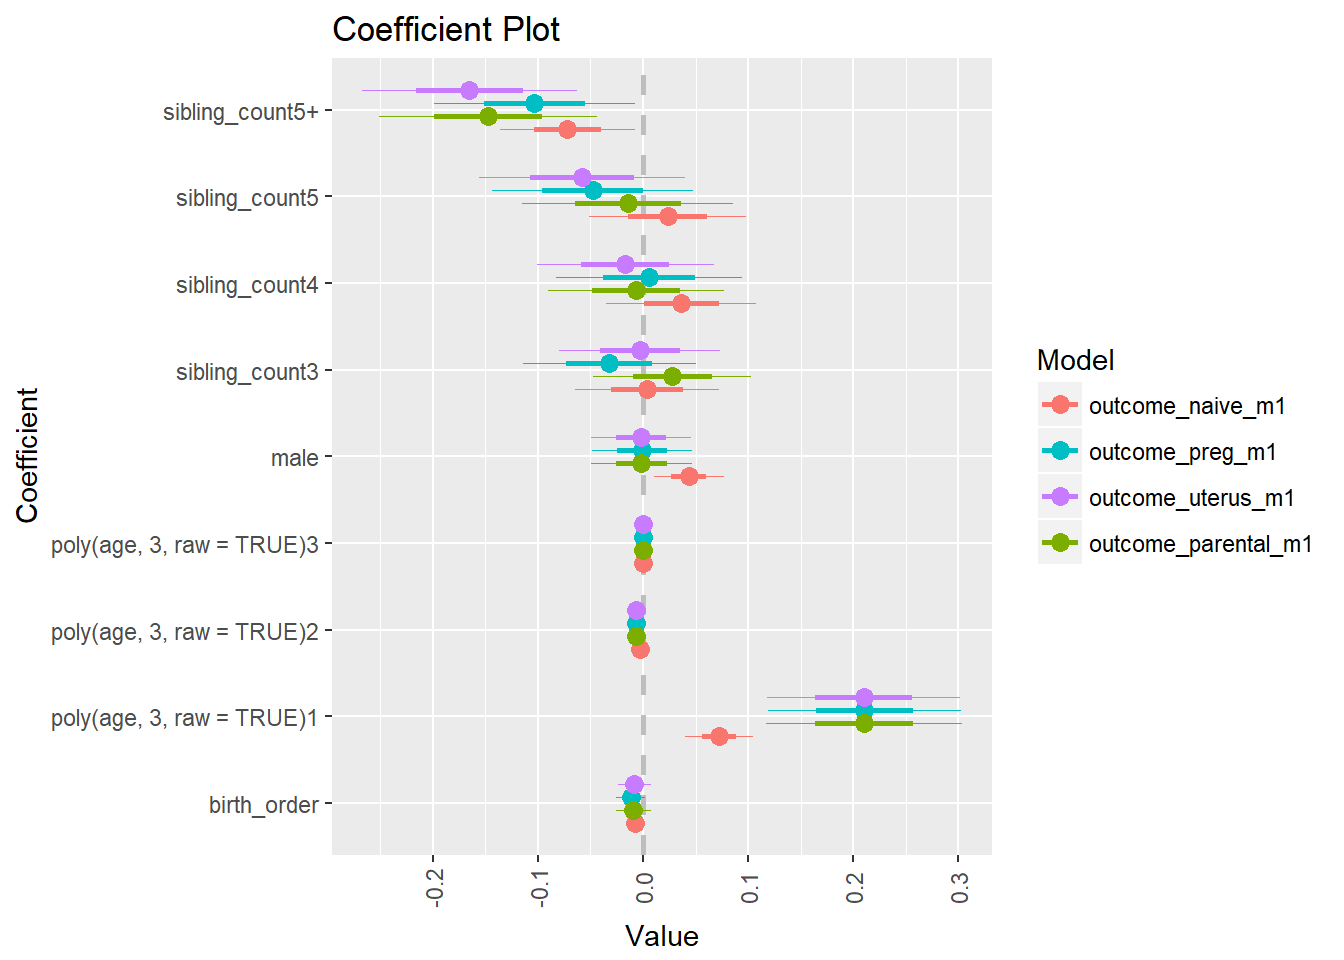 Coefficient Plot
sibling_count5+
sibling_count5
sibling_count4
sibling_count3
male
poly(age, 3, raw = TRUE)3
poly(age, 3, raw = TRUE)2
poly(age, 3, raw = TRUE)1
birth_order
Coefficient
-0.2
-0.1
0.0
0.1
0.2
0.3
Value
Model
outcome_naive_m1
outcome_preg_m1
outcome_uterus_m1
outcome_parental_m1